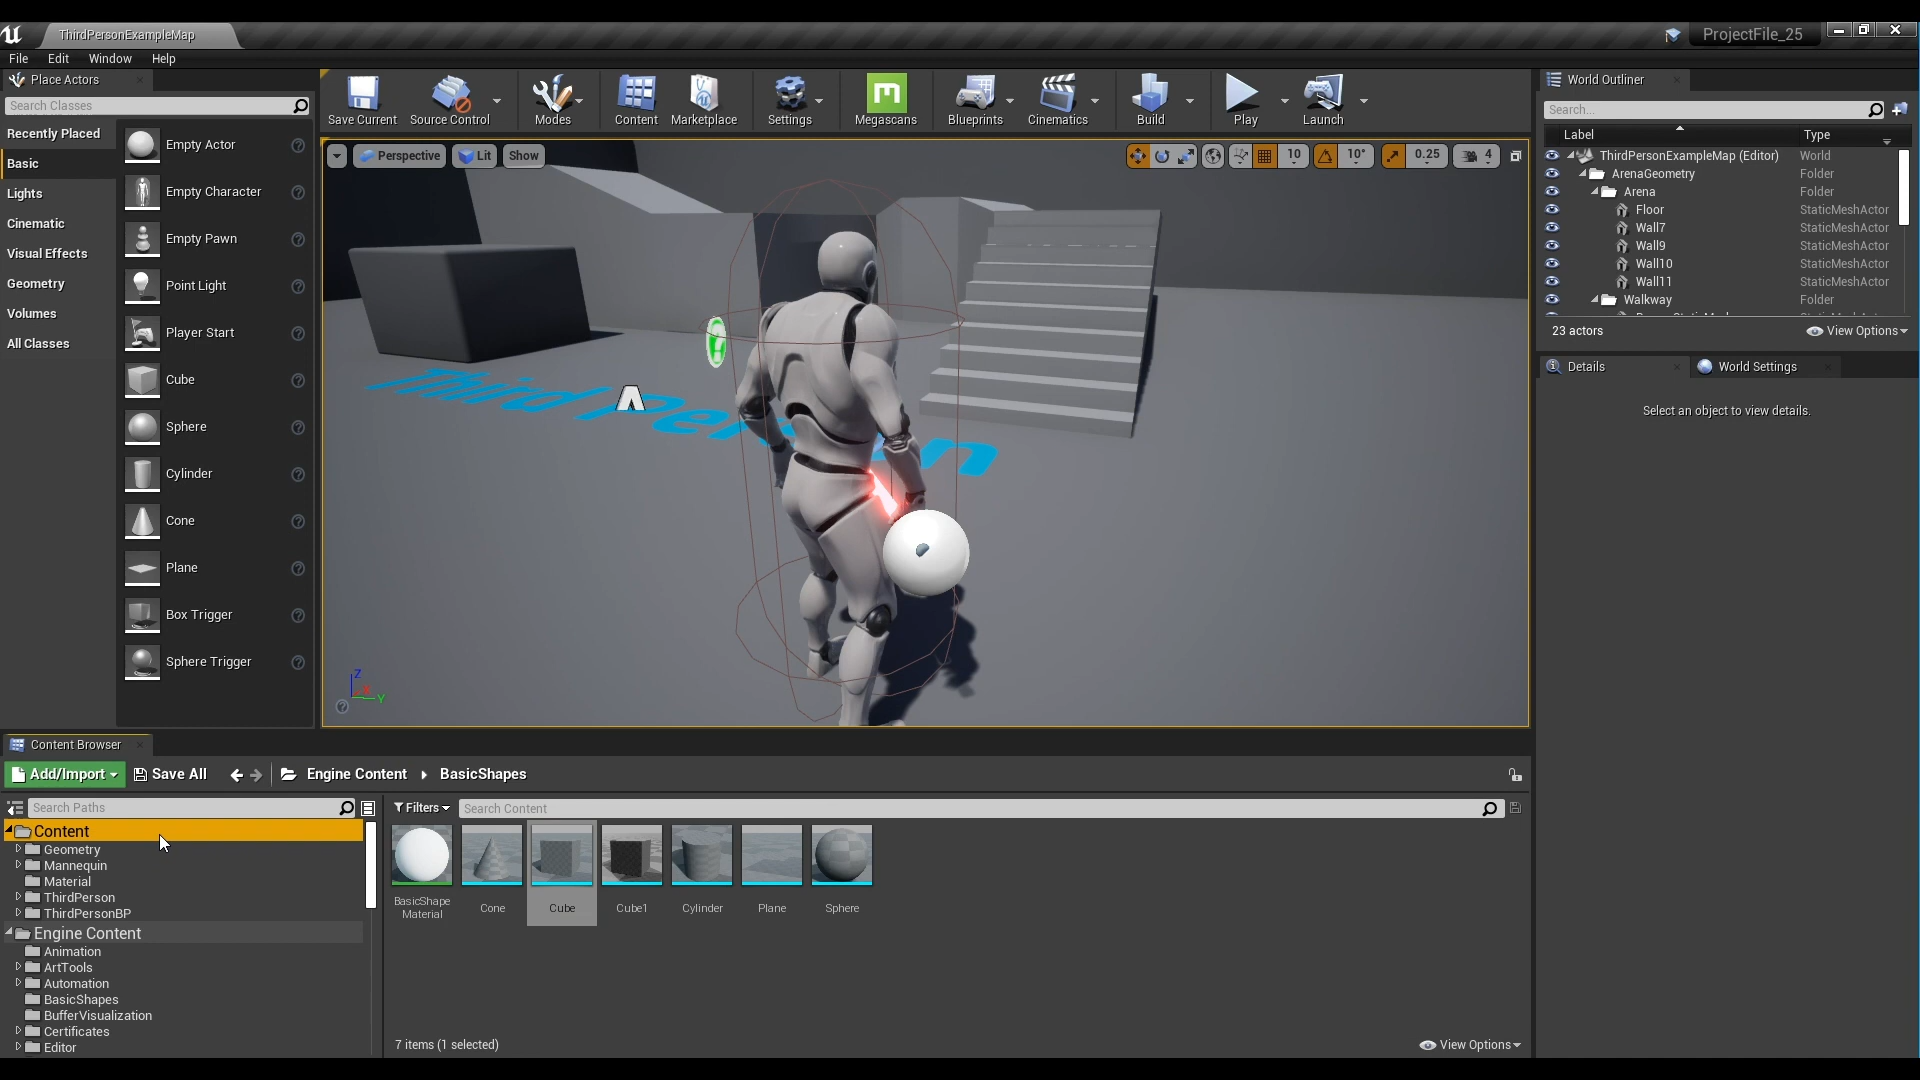 ThirdPersonExampleMap
ProjectFile_25
File Edit Window Help
Place Actors
Search Classes
Recently Placed
Basic
Lights
Cinematic
Visual Effects
Geometry
Volumes
All Classes
Empty Actor
Empty Character
Empty Pawn
Point Light
Player Start
Cube
Sphere
Cylinder
Cone
Plane
Box Trigger
Sphere Trigger
Save Current Source Control Modes Content Marketplace Settings Megascans Blueprints Cinematics Build Play Launch
Perspective Lit Show
10 10° 0.25 4
Third Person
Z
X
Y
World Outliner
Search...
Label Type
ThirdPersonExampleMap (Editor) World
ArenaGeometry Folder
Arena Folder
Floor StaticMeshActor
Wall7 StaticMeshActor
Wall9 StaticMeshActor
Wall10 StaticMeshActor
Wall11 StaticMeshActor
Walkway Folder
23 actors View Options
Details World Settings
Select an object to view details.
Content Browser
Add/Import Save All Engine Content BasicShapes
Search Paths
Content
Geometry
Mannequin
Material
ThirdPerson
ThirdPersonBP
Engine Content
Animation
ArtTools
Automation
BasicShapes
BufferVisualization
Certificates
Editor
Filters Search Content
BasicShape
Material
Cone
Cube
Cube1
Cylinder
Plane
Sphere
7 items (1 selected) View Options